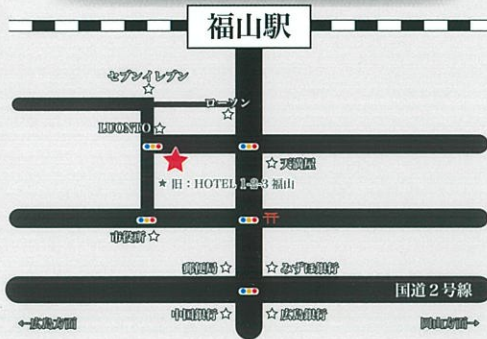 福山駅
セブンイレブン
ローソン
LUONTO
天満屋
★ 旧：HOTEL 1-2-3 福山
市役所
郵便局
みずほ銀行
国道２号線
中国銀行
広島銀行
←広島方面
岡山方面→